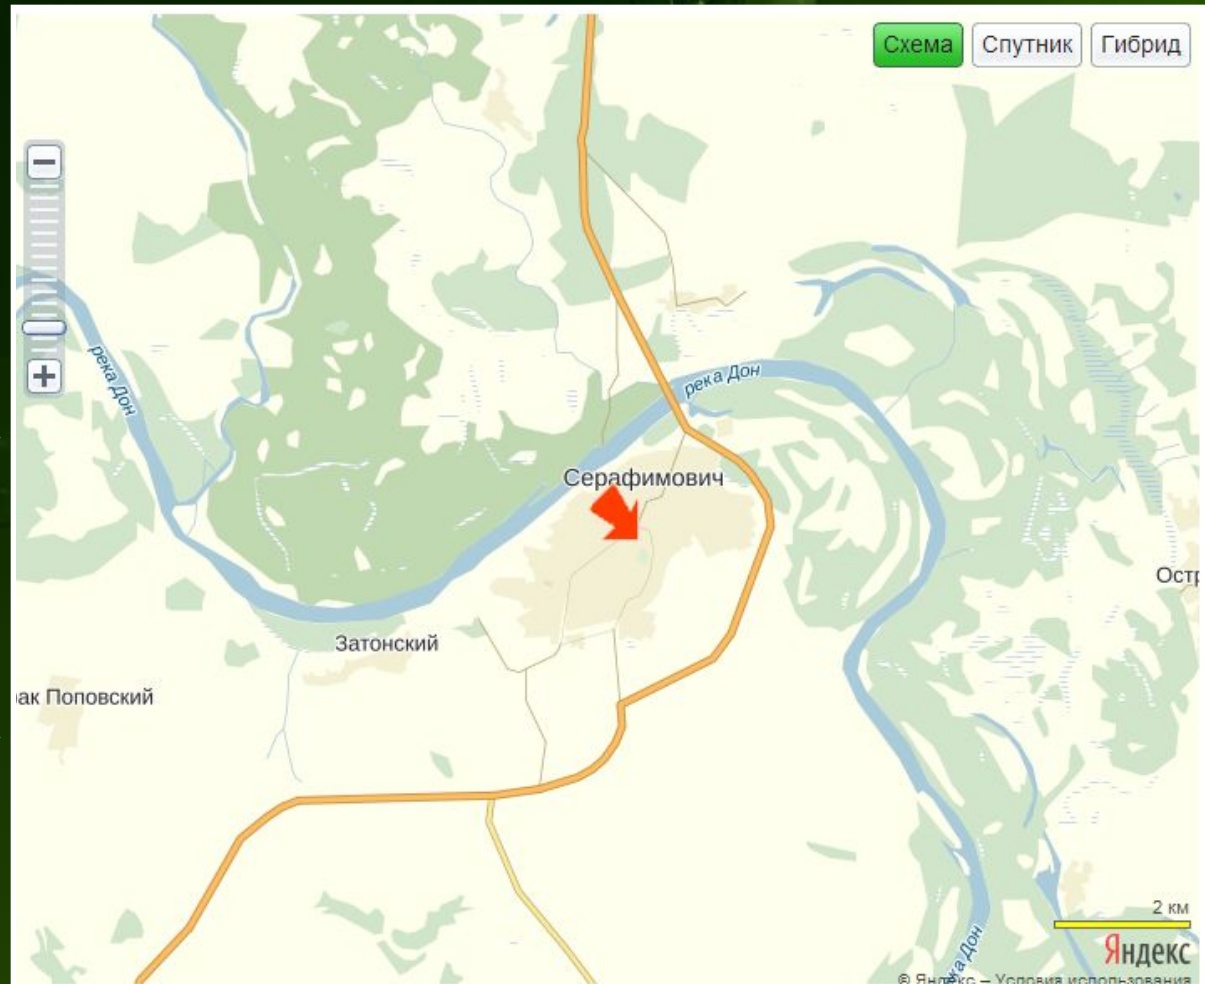 Схема Спутник Гибрид
река Дон
река Дон
Серафимович
Остр
Затонский
ак Поповский
2 км
Яндекс
река Дон
© Яндекс – Условия использования